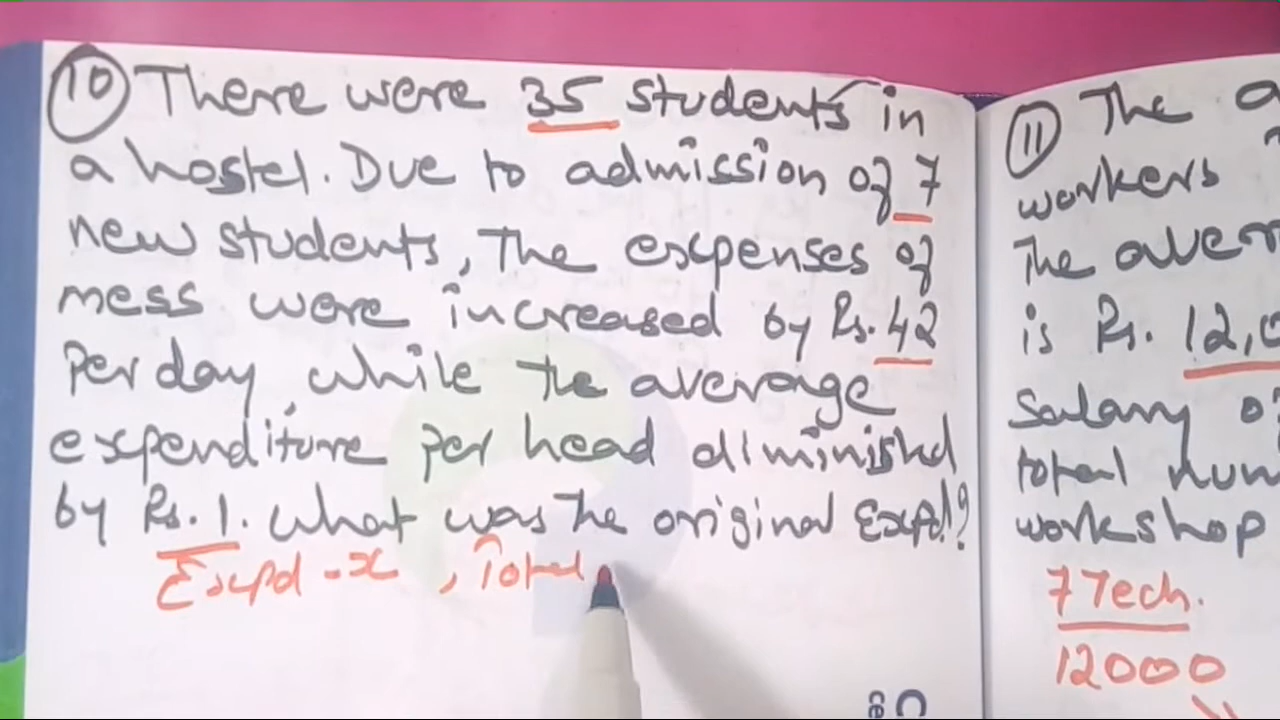 10 There were 35 students in
a hostel. Due to admission of 7
new students, The expenses of
mess were increased by Rs. 42
Per day, while the average
expenditure per head diminishd
by Rs. 1. what was the original Expd?
Expd - x , Total
11 The a
workers
The aver
is Rs. 12,0
Salary of
total num
workshop
7 Tech.
12000